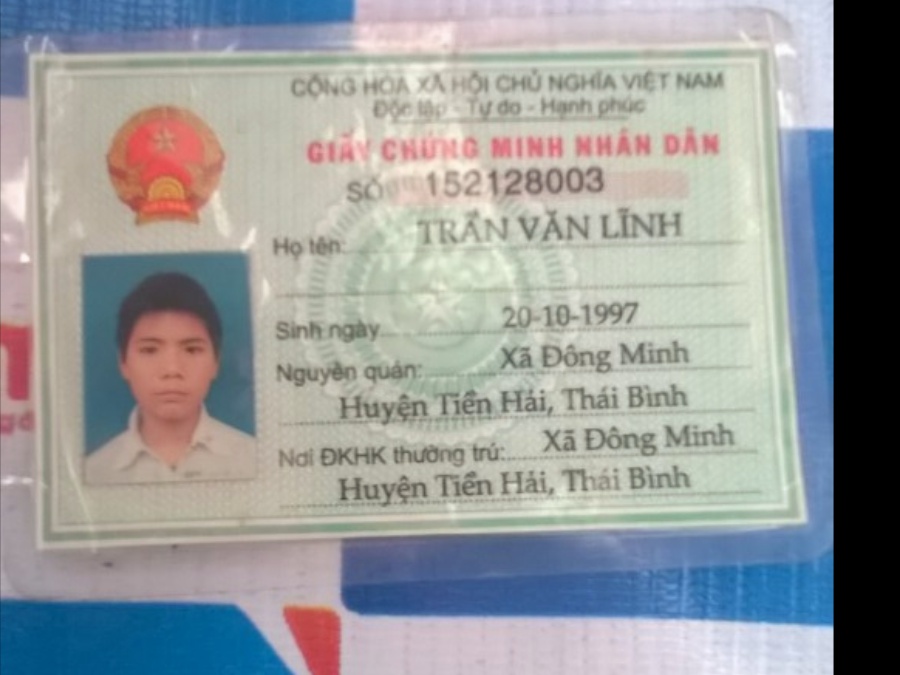 CỘNG HÒA XÃ HỘI CHỦ NGHĨA VIỆT NAM
Độc lập - Tự do - Hạnh phúc
GIẤY CHỨNG MINH NHÂN DÂN
SỐ 152128003
Họ tên: TRẦN VĂN LĨNH
Sinh ngày 20-10-1997
Nguyên quán: Xã Đông Minh
Huyện Tiền Hải, Thái Bình
Nơi ĐKHK thường trú: Xã Đông Minh
Huyện Tiền Hải, Thái Bình